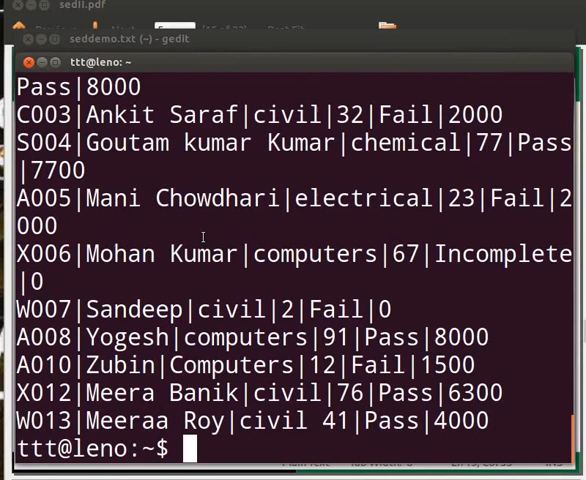 sedII.pdf
seddemo.txt (~) - gedit
ttt@leno: ~
Pass|8000
C003|Ankit Saraf|civil|32|Fail|2000
S004|Goutam kumar Kumar|chemical|77|Pass
|7700
A005|Mani Chowdhari|electrical|23|Fail|2
000
X006|Mohan Kumar|computers|67|Incomplete
|0
W007|Sandeep|civil|2|Fail|0
A008|Yogesh|computers|91|Pass|8000
A010|Zubin|Computers|12|Fail|1500
X012|Meera Banik|civil|76|Pass|6300
W013|Meeraa Roy|civil 41|Pass|4000
ttt@leno:~$